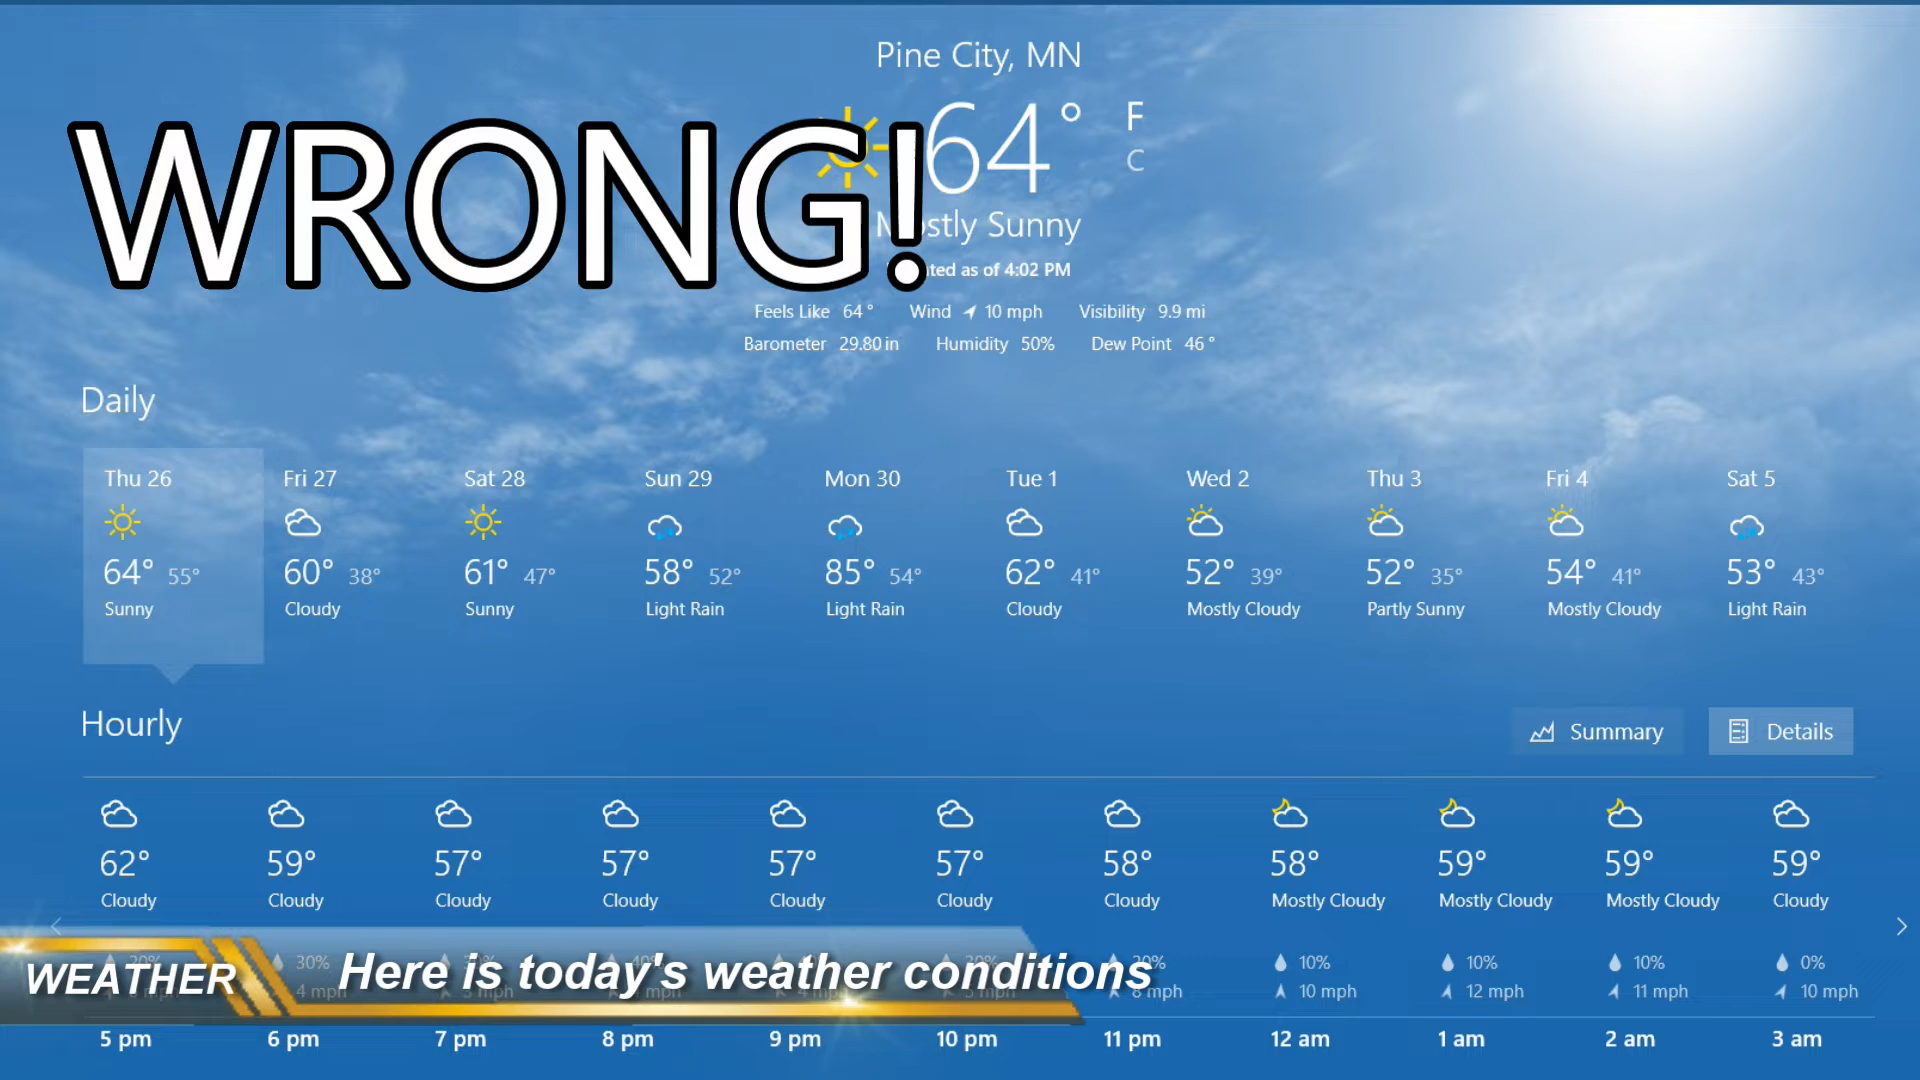 Pine City, MN
WRONG!
64° F
C
Mostly Sunny
as of 4:02 PM
Feels Like 64° Wind 10 mph Visibility 9.9 mi
Barometer 29.80 in Humidity 50% Dew Point 46°
Daily
Thu 26 Fri 27 Sat 28 Sun 29 Mon 30 Tue 1 Wed 2 Thu 3 Fri 4 Sat 5
64° 55° 60° 38° 61° 47° 58° 52° 85° 54° 62° 41° 52° 39° 52° 35° 54° 41° 53° 43°
Sunny Cloudy Sunny Light Rain Light Rain Cloudy Mostly Cloudy Partly Sunny Mostly Cloudy Light Rain
Hourly
Summary Details
62° 59° 57° 57° 57° 57° 58° 58° 59° 59° 59°
Cloudy Cloudy Cloudy Cloudy Cloudy Cloudy Cloudy Mostly Cloudy Mostly Cloudy Mostly Cloudy Cloudy
30% 10% 10% 10% 0%
WEATHER Here is today's weather conditions
4 mph 8 mph 10 mph 12 mph 11 mph 10 mph
5 pm 6 pm 7 pm 8 pm 9 pm 10 pm 11 pm 12 am 1 am 2 am 3 am